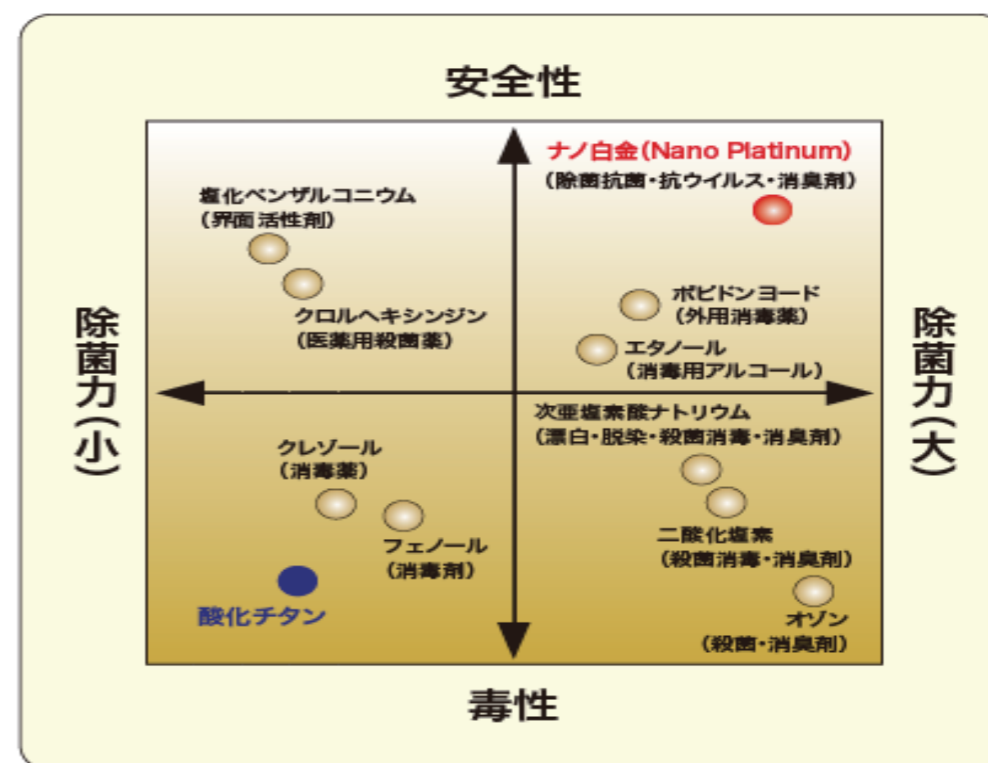 安全性
ナノ白金(Nano Platinum)
(除菌抗菌・抗ウイルス・消臭剤)
塩化ベンザルコニウム
(界面活性剤)
クロルヘキシンジン
(医薬用殺菌薬)
ポビドンヨード
(外用消毒薬)
エタノール
(消毒用アルコール)
除菌力(小)
除菌力(大)
次亜塩素酸ナトリウム
(漂白・脱染・殺菌消毒・消臭剤)
クレゾール
(消毒薬)
フェノール
(消毒剤)
二酸化塩素
(殺菌消毒・消臭剤)
酸化チタン
オゾン
(殺菌・消臭剤)
毒性